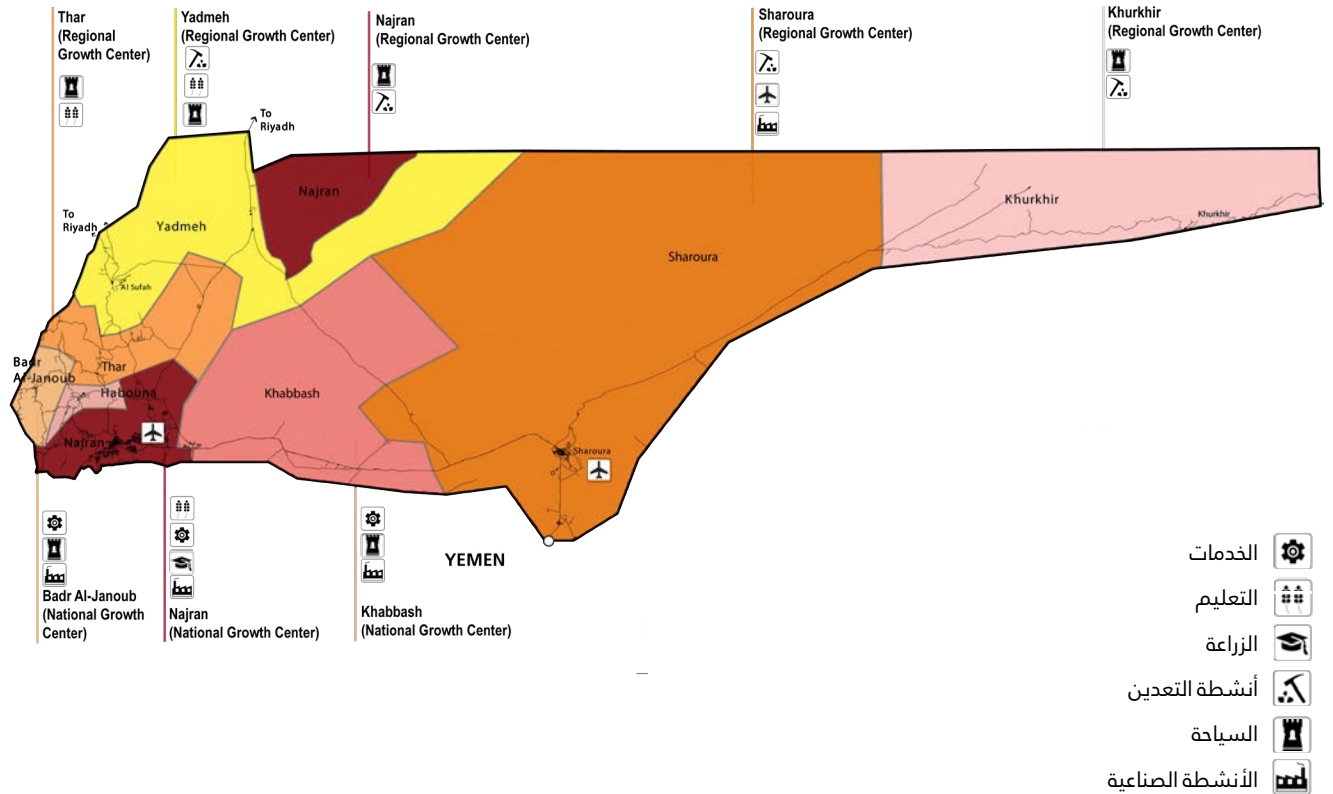 Thar
(Regional
Growth Center)
Yadmeh
(Regional Growth Center)
Najran
(Regional Growth Center)
Sharoura
(Regional Growth Center)
Khurkhir
(Regional Growth Center)
To
Riyadh
To
Riyadh
Najran
Yadmeh
Khurkhir
Khurkhir
Sharoura
Al Sufah
Badr
Al-Janoub
Thar
Habouna
Khabbash
Najran
Sharoura
YEMEN
Badr Al-Janoub
(National Growth
Center)
Najran
(National Growth Center)
Khabbash
(National Growth Center)
الخدمات
التعليم
الزراعة
أنشطة التعدين
السياحة
الأنشطة الصناعية